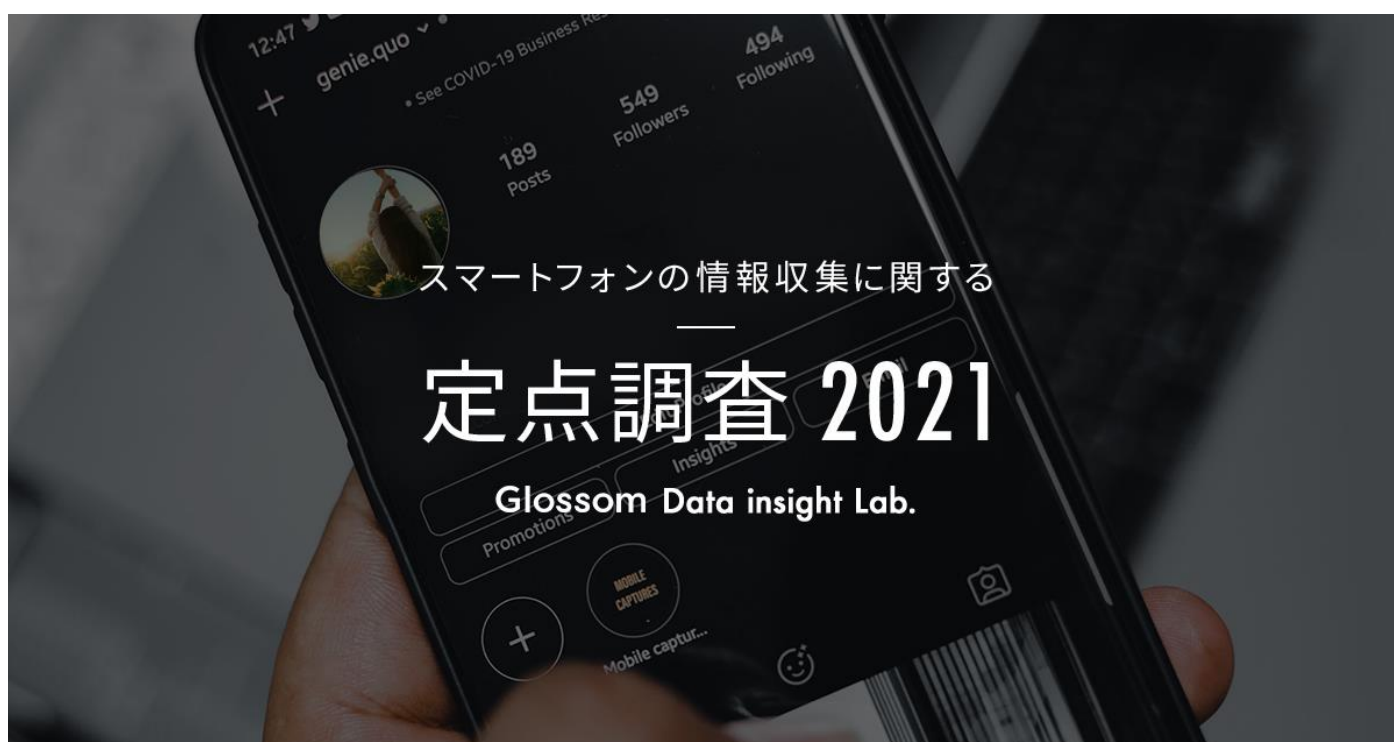 12:47
genie.quo
• See COVID-19 Business Res
189
Posts
549
Followers
494
Following
スマートフォンの情報収集に関する
定点調査 2021
Insights
Glossom Data insight Lab.
Promotions
MOBILE
CAPTURES
Mobile captur...